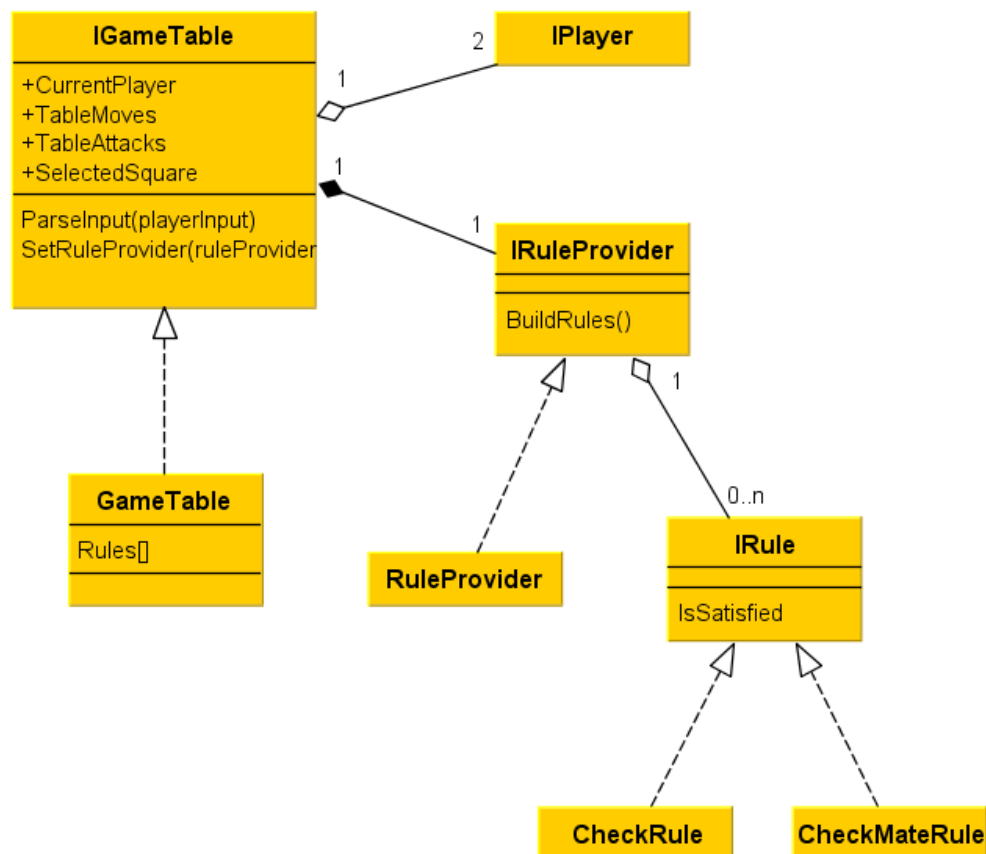 IGameTable
+CurrentPlayer
+TableMoves
+TableAttacks
+SelectedSquare
ParseInput(playerInput)
SetRuleProvider(ruleProvider
1
2
IPlayer
1
1
IRuleProvider
BuildRules()
1
0..n
GameTable
Rules[]
RuleProvider
IRule
IsSatisfied
CheckRule
CheckMateRule